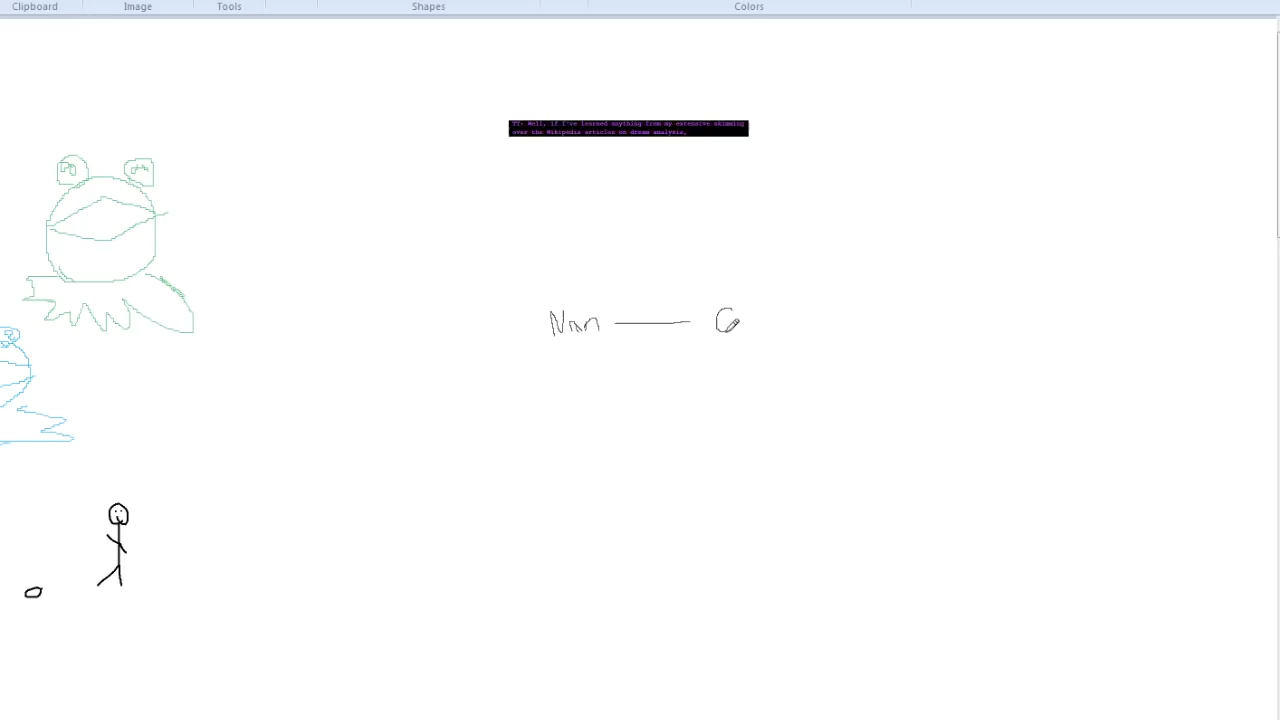 Clipboard Image Tools Shapes Colors
TT: Well, if I've learned anything from my extensive skimming
over the Wikipedia articles on dream analysis,
Nan — G